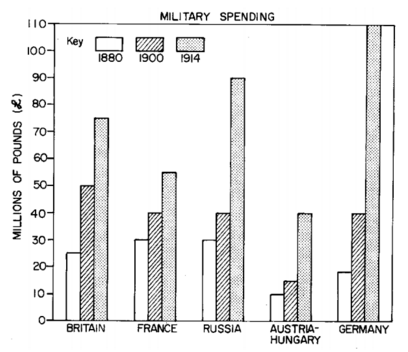 MILITARY SPENDING
Key
1880 1900 1914
MILLIONS OF POUNDS (£)
110
100
90
80
70
60
50
40
30
20
10
0
BRITAIN FRANCE RUSSIA AUSTRIA-HUNGARY GERMANY